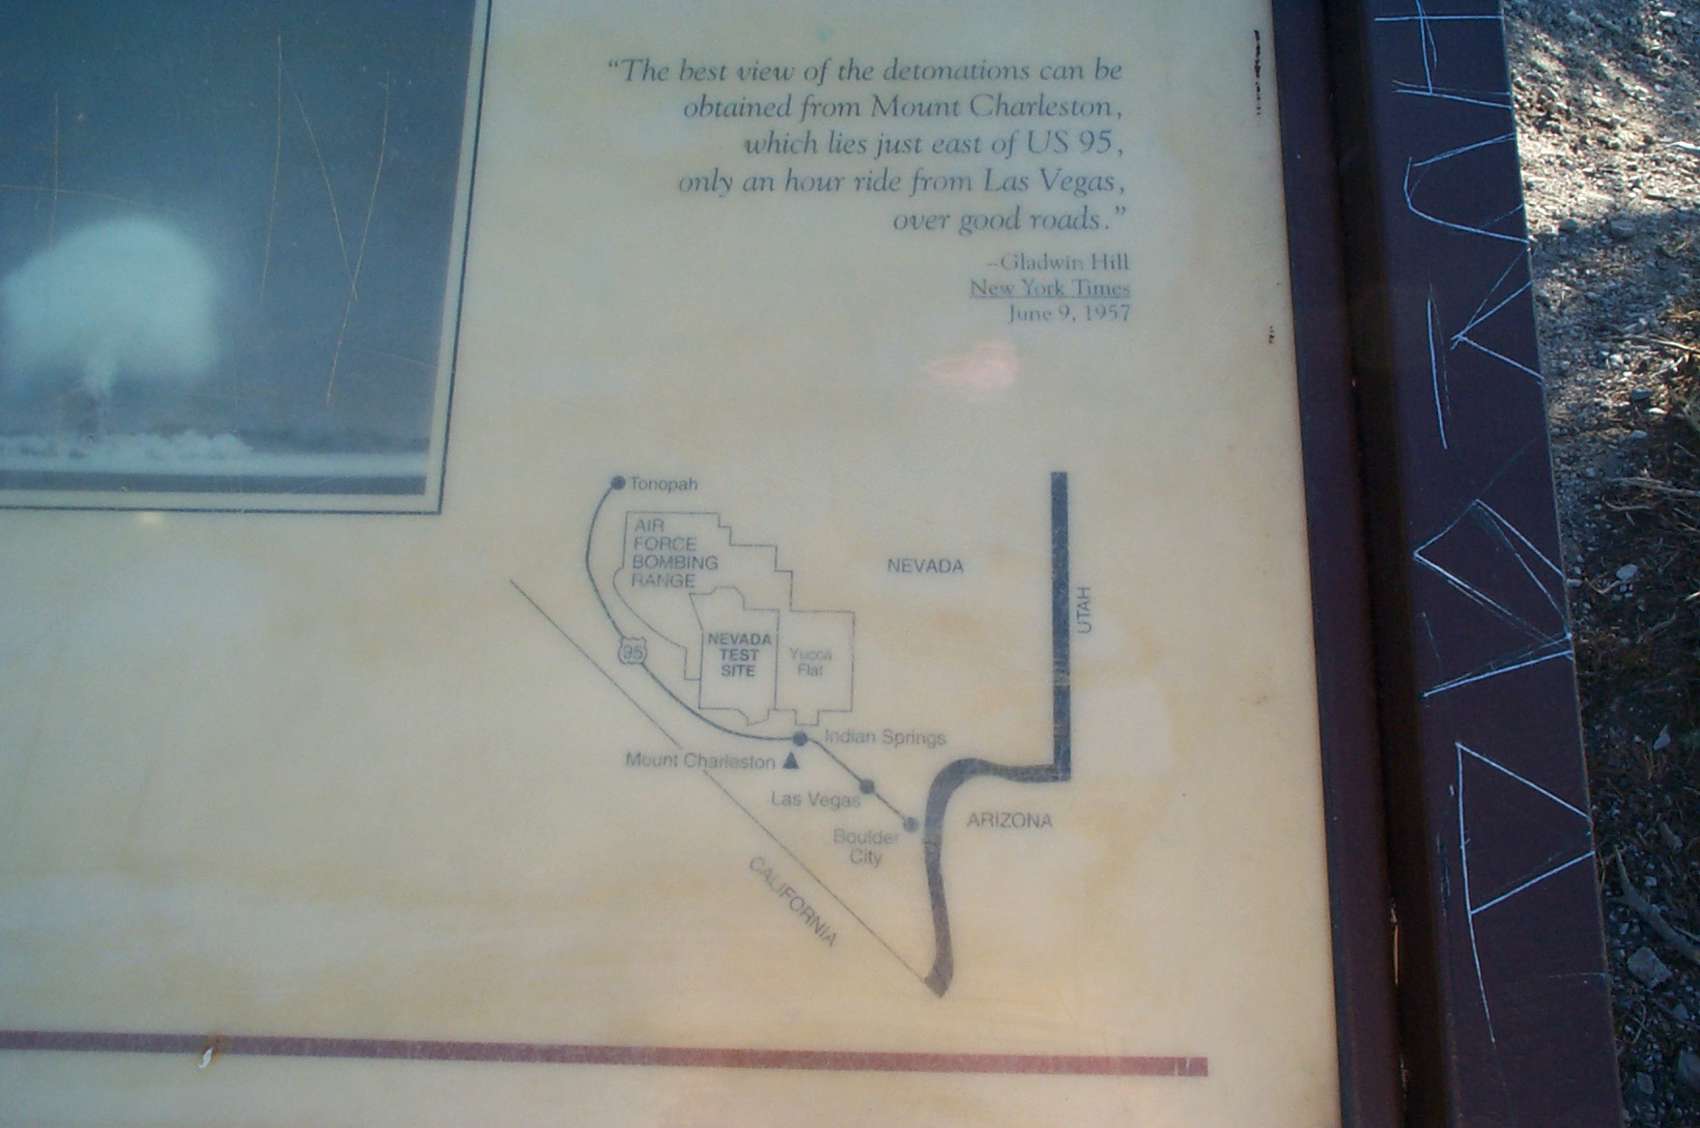 “The best view of the detonations can be
obtained from Mount Charleston,
which lies just east of US 95,
only an hour ride from Las Vegas,
over good roads.”
–Gladwin Hill
New York Times
June 9, 1957
Tonopah
AIR
FORCE
BOMBING
RANGE
NEVADA
UTAH
95
NEVADA
TEST
SITE
Yucca
Flat
Indian Springs
Mount Charleston
Las Vegas
Boulder
City
ARIZONA
CALIFORNIA